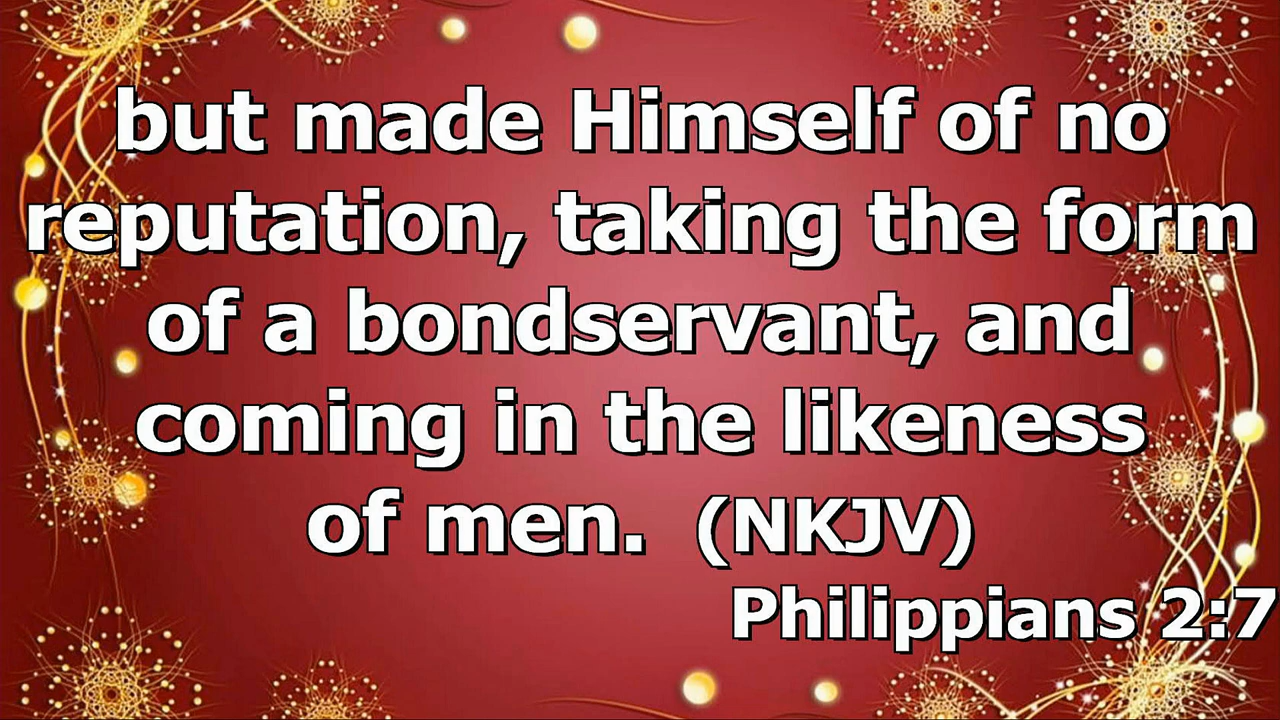 but made Himself of no
reputation, taking the form
of a bondservant, and
coming in the likeness
of men. (NKJV)
Philippians 2:7